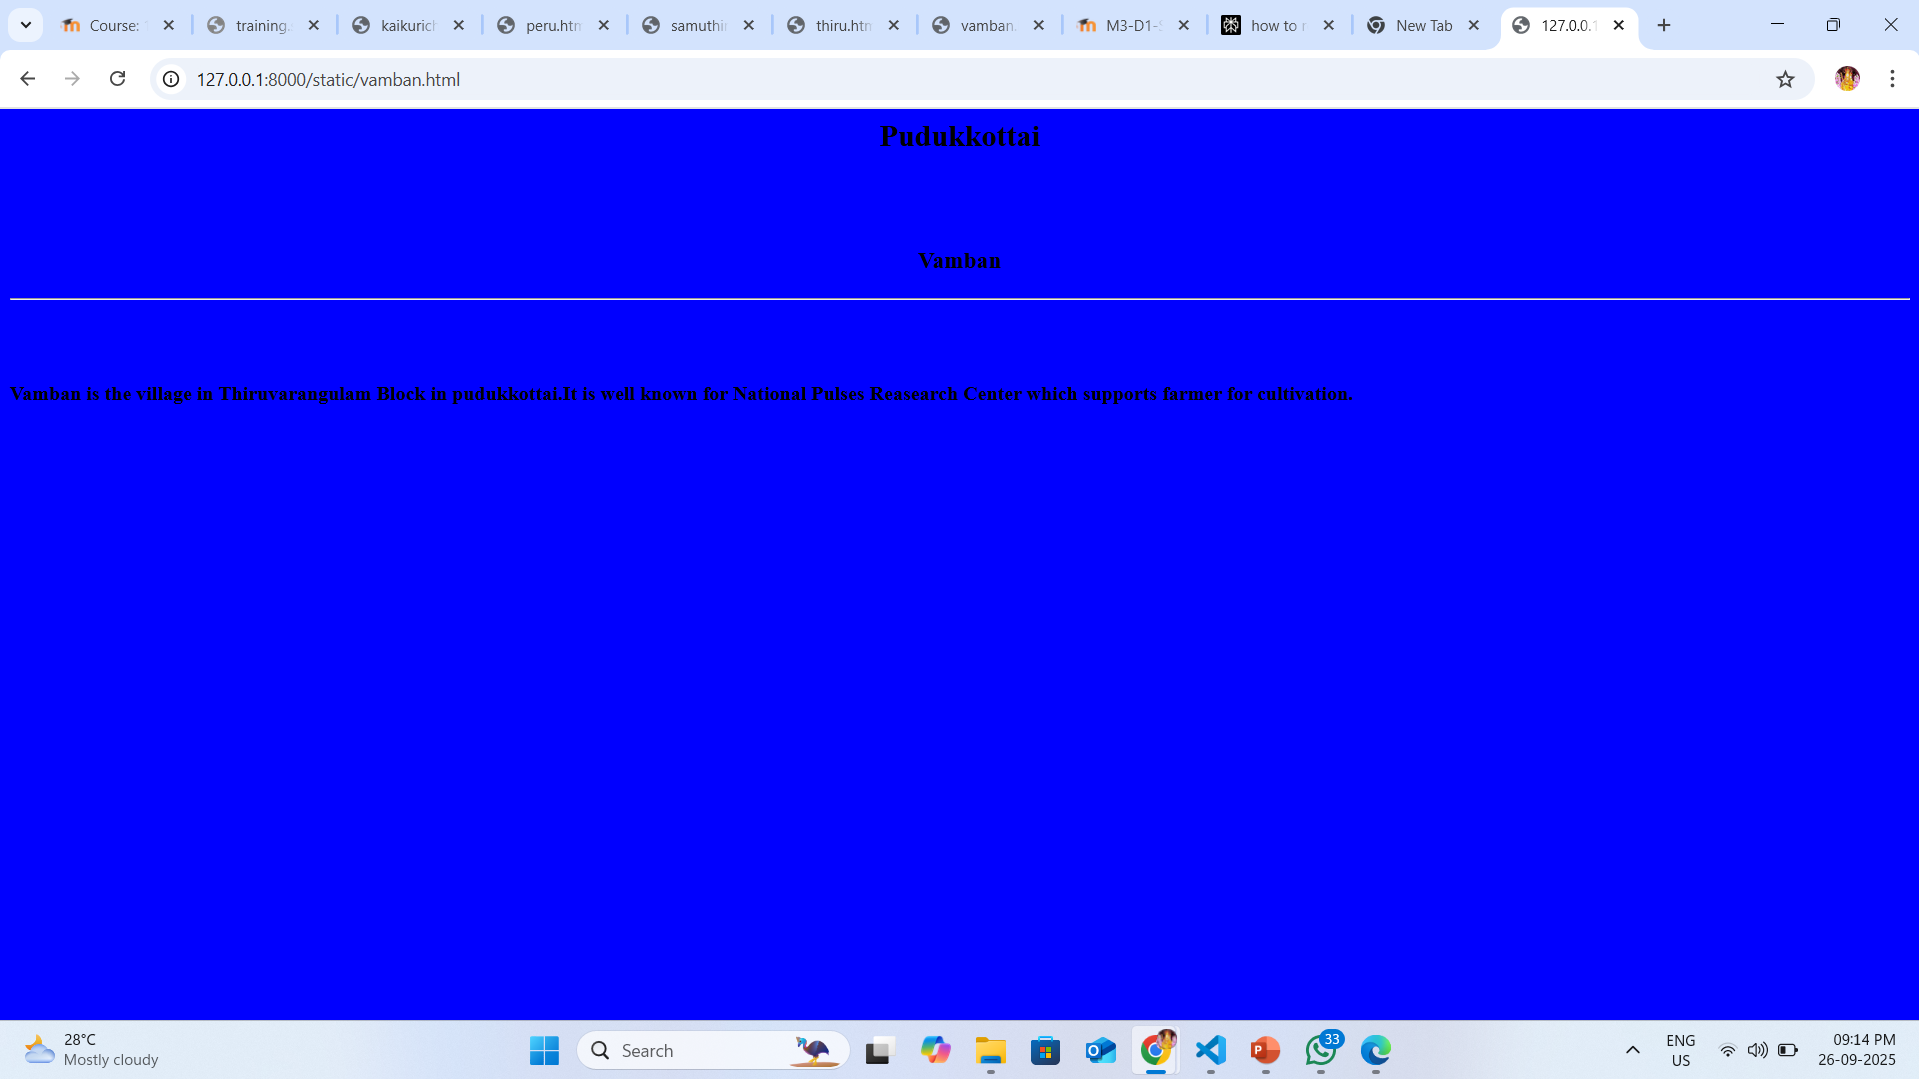 Course: 
training.
kaikurich
peru.htm
samuthir
thiru.htm
vamban.
M3-D1-S
how to r
New Tab
127.0.0.1
127.0.0.1:8000/static/vamban.html
Pudukkottai
Vamban
Vamban is the village in Thiruvarangulam Block in pudukkottai.It is well known for National Pulses Reasearch Center which supports farmer for cultivation.
28°C
Mostly cloudy
Search
33
ENG
US
09:14 PM
26-09-2025